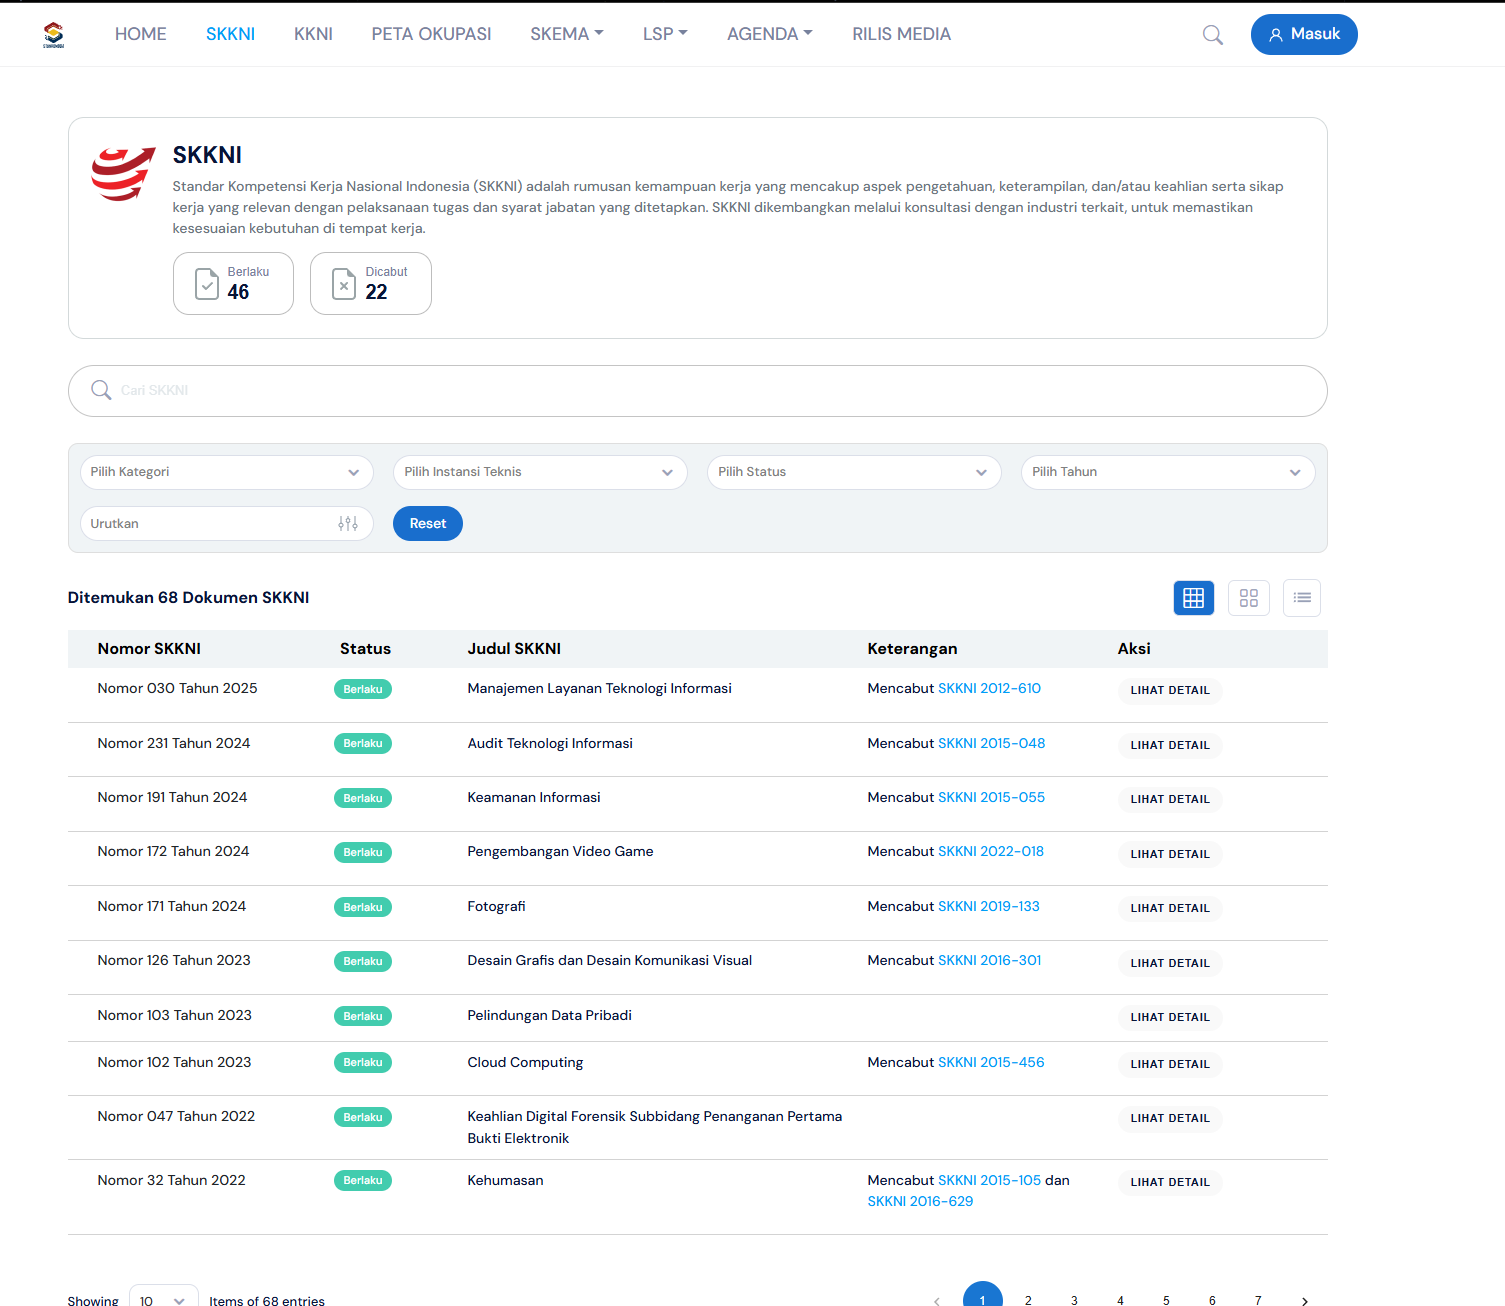 HOME SKKNI KKNI PETA OKUPASI SKEMA LSP AGENDA RILIS MEDIA Masuk
SKKNI
Standar Kompetensi Kerja Nasional Indonesia (SKKNI) adalah rumusan kemampuan kerja yang mencakup aspek pengetahuan, keterampilan, dan/atau keahlian serta sikap
kerja yang relevan dengan pelaksanaan tugas dan syarat jabatan yang ditetapkan. SKKNI dikembangkan melalui konsultasi dengan industri terkait, untuk memastikan
kesesuaian kebutuhan di tempat kerja.
Berlaku Dicabut
46 22
Cari SKKNI
Pilih Kategori Pilih Instansi Teknis Pilih Status Pilih Tahun
Urutkan Reset
Ditemukan 68 Dokumen SKKNI
Nomor SKKNI Status Judul SKKNI Keterangan Aksi
Nomor 030 Tahun 2025 Berlaku Manajemen Layanan Teknologi Informasi Mencabut SKKNI 2012-610 LIHAT DETAIL
Nomor 231 Tahun 2024 Berlaku Audit Teknologi Informasi Mencabut SKKNI 2015-048 LIHAT DETAIL
Nomor 191 Tahun 2024 Berlaku Keamanan Informasi Mencabut SKKNI 2015-055 LIHAT DETAIL
Nomor 172 Tahun 2024 Berlaku Pengembangan Video Game Mencabut SKKNI 2022-018 LIHAT DETAIL
Nomor 171 Tahun 2024 Berlaku Fotografi Mencabut SKKNI 2019-133 LIHAT DETAIL
Nomor 126 Tahun 2023 Berlaku Desain Grafis dan Desain Komunikasi Visual Mencabut SKKNI 2016-301 LIHAT DETAIL
Nomor 103 Tahun 2023 Berlaku Pelindungan Data Pribadi LIHAT DETAIL
Nomor 102 Tahun 2023 Berlaku Cloud Computing Mencabut SKKNI 2015-456 LIHAT DETAIL
Nomor 047 Tahun 2022 Berlaku Keahlian Digital Forensik Subbidang Penanganan Pertama LIHAT DETAIL
Bukti Elektronik
Nomor 32 Tahun 2022 Berlaku Kehumasan Mencabut SKKNI 2015-105 dan LIHAT DETAIL
SKKNI 2016-629
Showing 10 Items of 68 entries 1 2 3 4 5 6 7